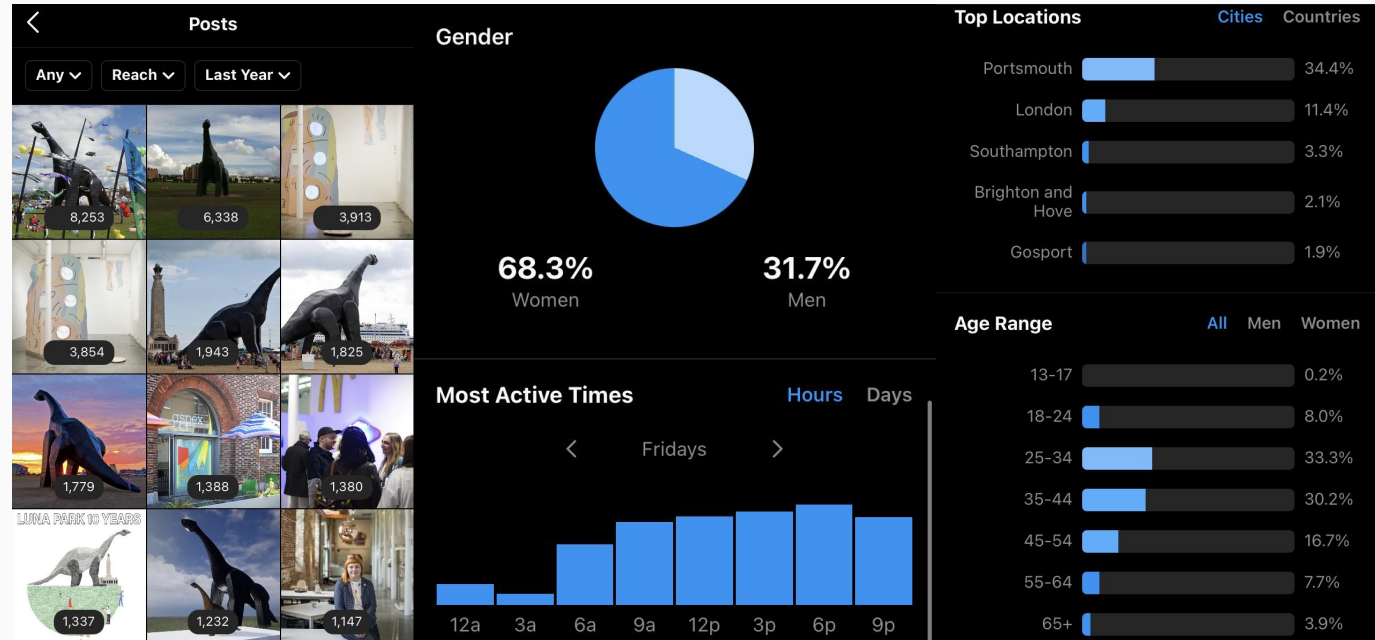 Posts
Any
Reach
Last Year
8,253
6,338
3,913
3,854
1,943
1,825
1,779
aspex
1,388
1,380
LUNA PARK 10 YEARS
1,337
1,232
1,147
Gender
68.3%
Women
31.7%
Men
Most Active Times
Hours
Days
Fridays
12a 3a 6a 9a 12p 3p 6p 9p
Top Locations
Cities
Countries
Portsmouth 34.4%
London 11.4%
Southampton 3.3%
Brighton and
Hove 2.1%
Gosport 1.9%
Age Range
All
Men
Women
13-17 0.2%
18-24 8.0%
25-34 33.3%
35-44 30.2%
45-54 16.7%
55-64 7.7%
65+ 3.9%